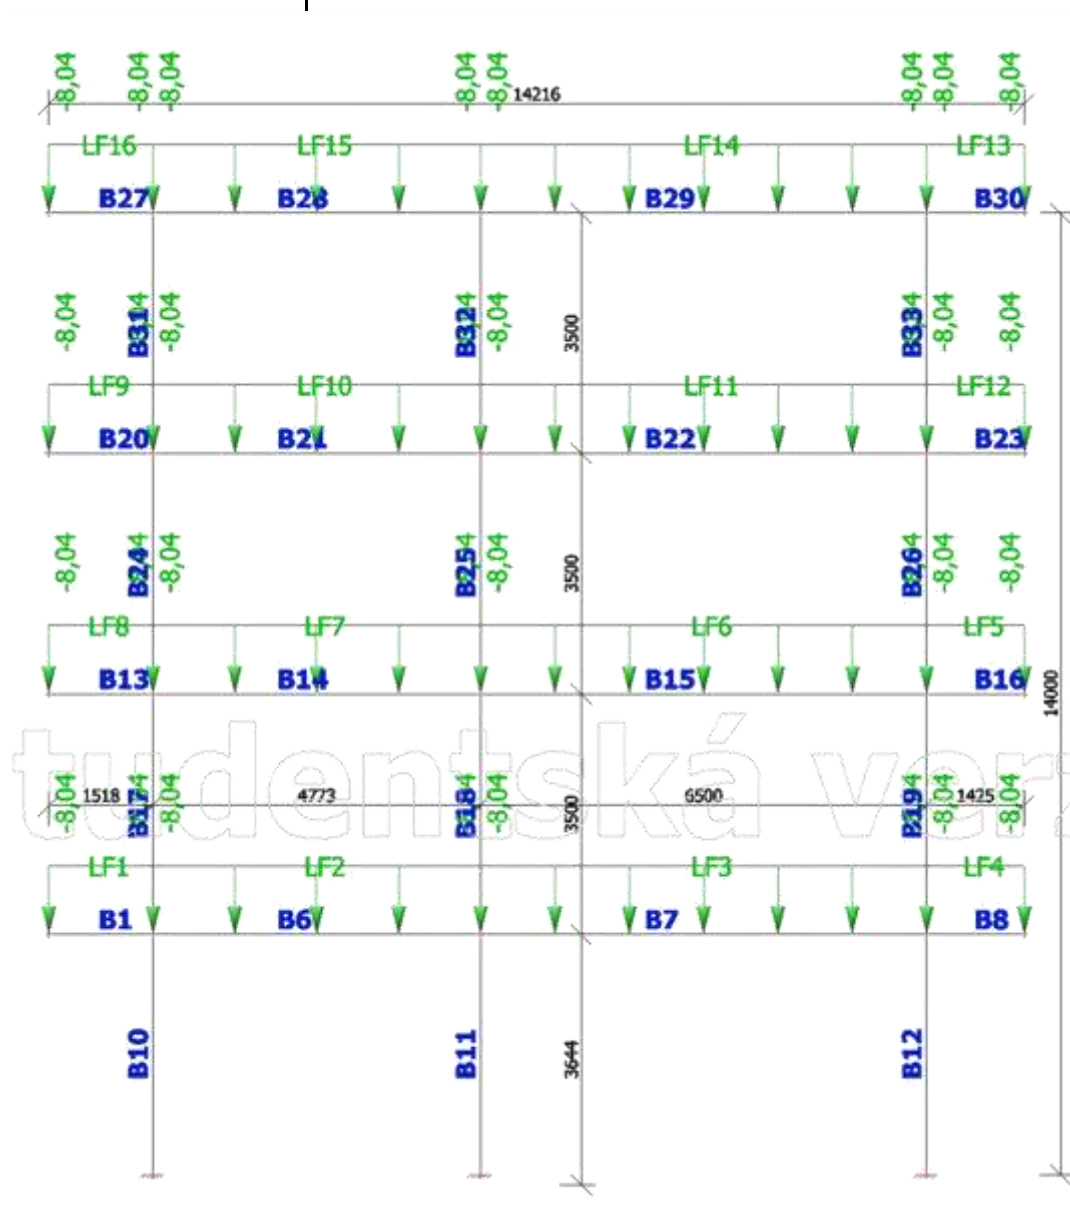 -8,04 -8,04 -8,04 -8,04 -8,04 -8,04 -8,04 -8,04
14216
LF16 LF15 LF14 LF13
B27 B28 B29 B30
-8,04 B31 -8,04 B32 -8,04 3500 B33 -8,04 -8,04
LF9 LF10 LF11 LF12
B20 B21 B22 B23
-8,04 B24 -8,04 B25 -8,04 3500 B26 -8,04 -8,04
LF8 LF7 LF6 LF5
B13 B14 B15 B16
14000
tudentská ver
1518 4773 6500 1425
-8,04 B17 -8,04 B18 -8,04 3500 B19 -8,04 -8,04
LF1 LF2 LF3 LF4
B1 B6 B7 B8
B10 B11 3644 B12